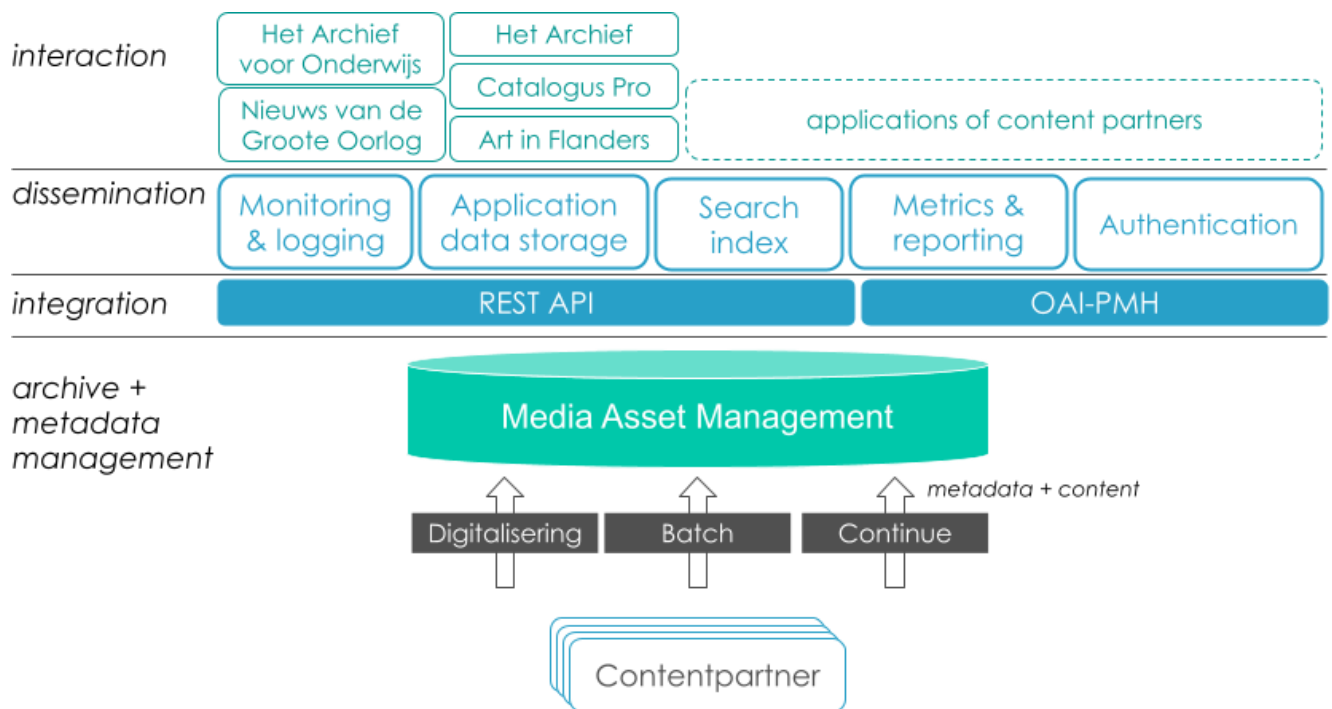 interaction
Het Archief
voor Onderwijs
Nieuws van de
Groote Oorlog
Het Archief
Catalogus Pro
Art in Flanders
applications of content partners
dissemination
Monitoring
& logging
Application
data storage
Search
index
Metrics &
reporting
Authentication
integration
REST API
OAI-PMH
archive +
metadata
management
Media Asset Management
metadata + content
Digitalisering
Batch
Continue
Contentpartner